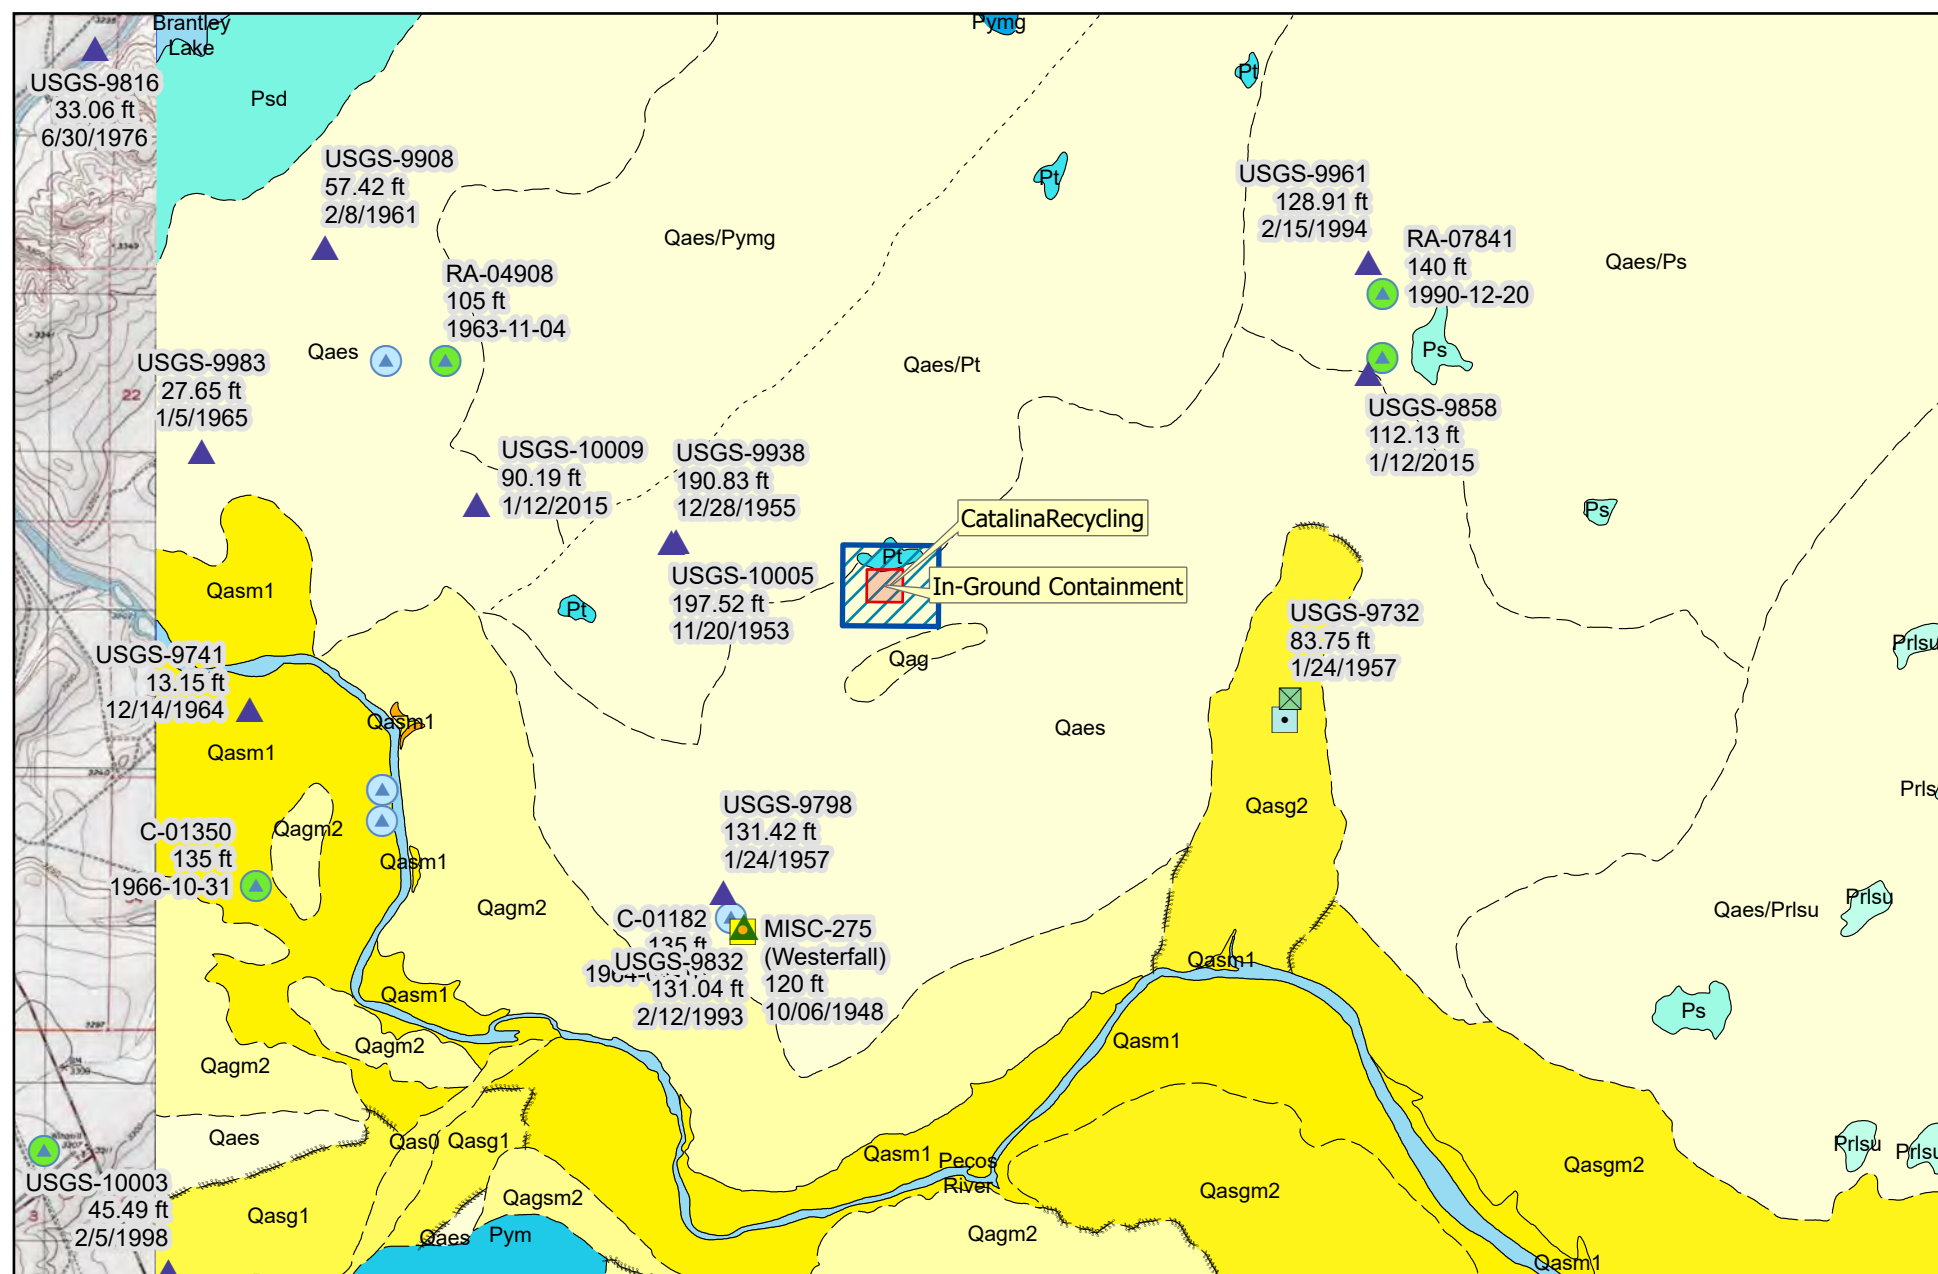 Brantley
Lake
Pymg
USGS-9816
33.06 ft
6/30/1976
Psd
Pt
USGS-9908
57.42 ft
2/8/1961
Pt
USGS-9961
128.91 ft
2/15/1994
Qaes/Pymg
RA-07841
140 ft
1990-12-20
Qaes/Ps
RA-04908
105 ft
1963-11-04
Qaes
Qaes/Pt
Ps
USGS-9983
27.65 ft
1/5/1965
22
USGS-9858
112.13 ft
1/12/2015
USGS-10009
90.19 ft
1/12/2015
USGS-9938
190.83 ft
12/28/1955
CatalinaRecycling
Ps
Pt
In-Ground Containment
Qasm1
USGS-10005
197.52 ft
11/20/1953
Pt
USGS-9732
83.75 ft
1/24/1957
Prlsu
USGS-9741
13.15 ft
12/14/1964
Qag
Qasm1
Qaes
Qasm1
Prls
USGS-9798
131.42 ft
1/24/1957
Qasg2
C-01350
135 ft
1966-10-31
Qagm2
Qasm1
Qagm2
Prlsu
Qaes/Prlsu
C-01182
135 ft
USGS-9832
131.04 ft
2/12/1993
MISC-275
(Westerfall)
120 ft
10/06/1948
Qasm1
Qasm1
Ps
Qagm2
Qasm1
Qagm2
Qaes
Qas0
Qasg1
Qasm1
Pecos
River
Prlsu
Prlsu
Qasgm2
USGS-10003
45.49 ft
2/5/1998
3
Qagsm2
Qasgm2
Qasg1
Qaes
Pym
Qagm2
Qasm1